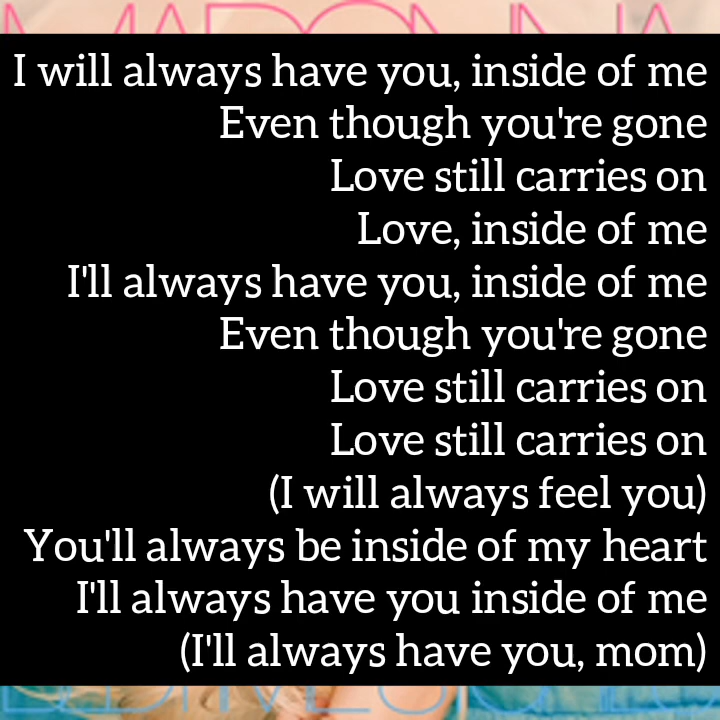 MADONNA
I will always have you, inside of me
Even though you're gone
Love still carries on
Love, inside of me
I'll always have you, inside of me
Even though you're gone
Love still carries on
Love still carries on
(I will always feel you)
You'll always be inside of my heart
I'll always have you inside of me
(I'll always have you, mom)